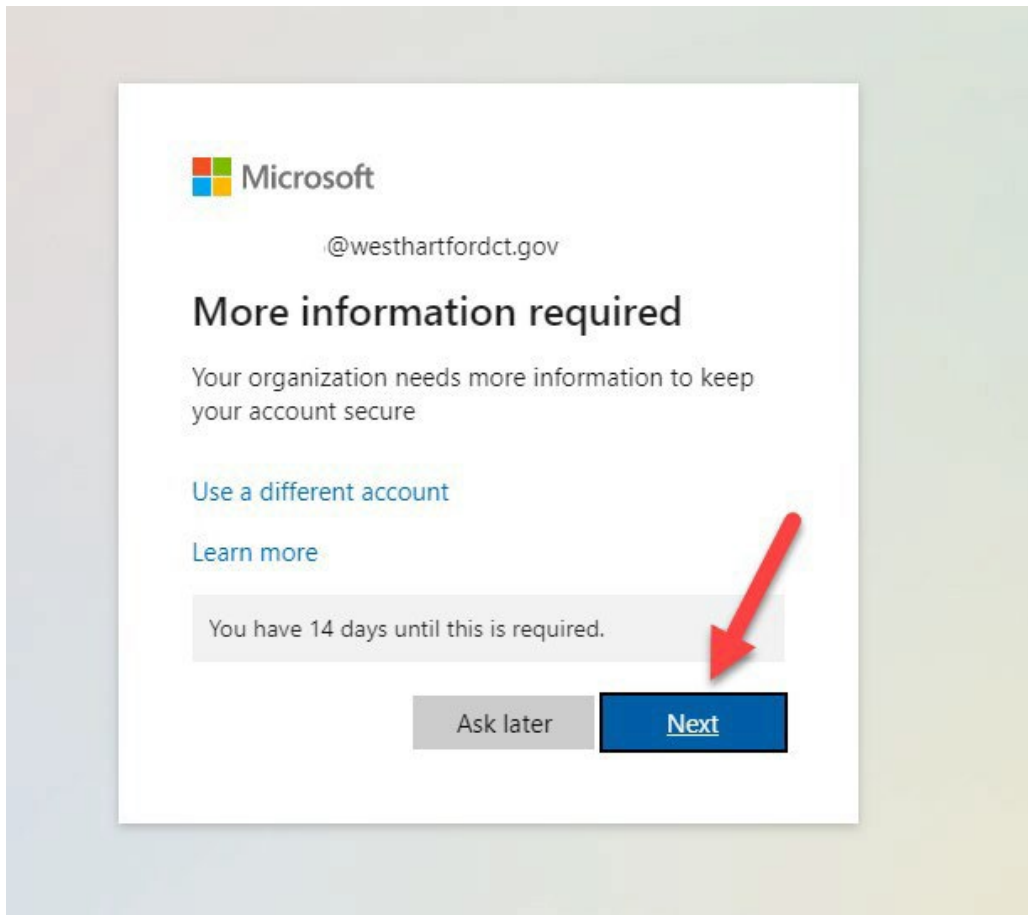 Microsoft
@westhartfordct.gov
More information required
Your organization needs more information to keep
your account secure
Use a different account
Learn more
You have 14 days until this is required.
Ask later
Next